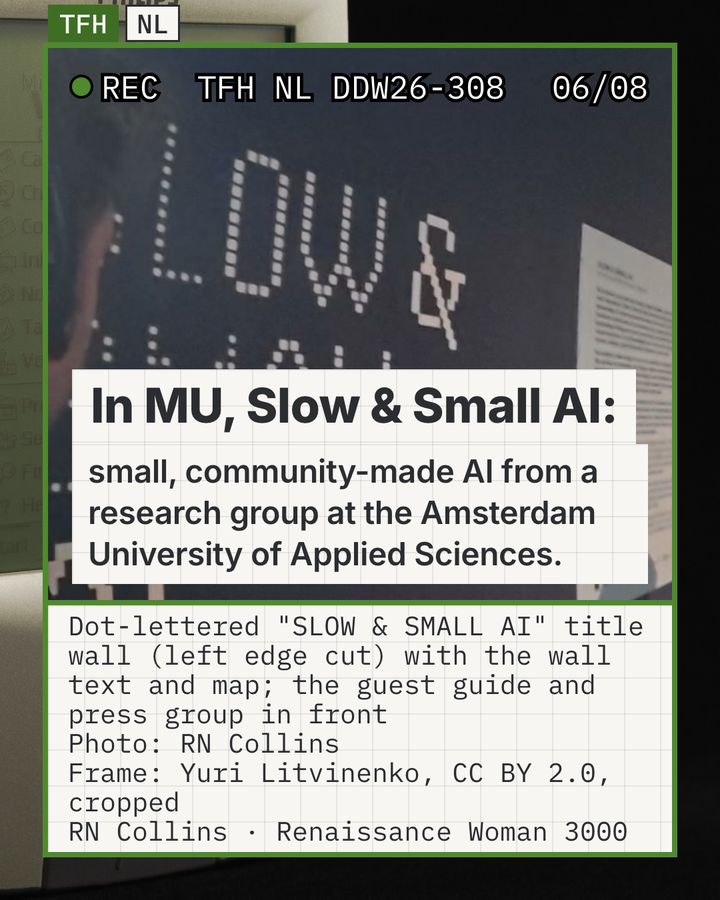 TFH NL
REC TFH NL DDW26-308 06/08
LOW &
In MU, Slow & Small AI:
small, community-made AI from a
research group at the Amsterdam
University of Applied Sciences.
Dot-lettered "SLOW & SMALL AI" title
wall (left edge cut) with the wall
text and map; the guest guide and
press group in front
Photo: RN Collins
Frame: Yuri Litvinenko, CC BY 2.0,
cropped
RN Collins · Renaissance Woman 3000